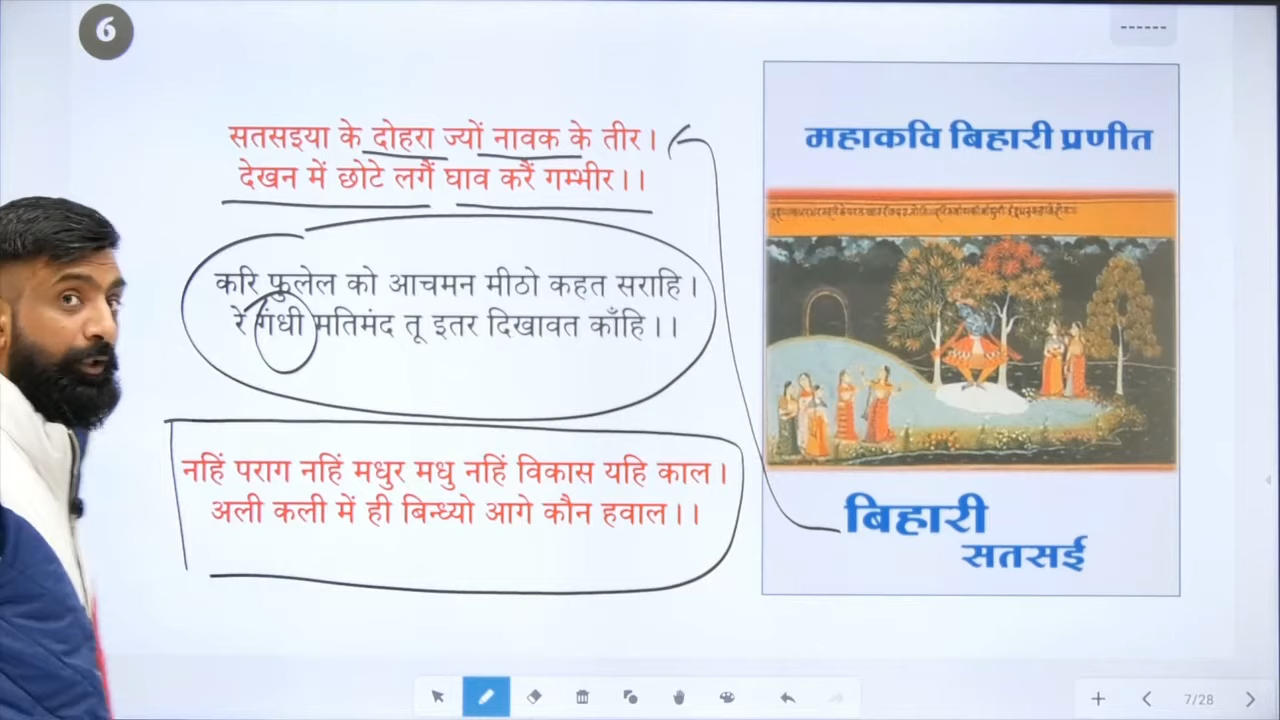 6
------
सतसइया के दोहरा ज्यों नावक के तीर।
देखन में छोटे लगैं घाव करैं गम्भीर।।
करि फुलेल को आचमन मीठो कहत सराहि।
रे गंधी मतिमंद तू इतर दिखावत काँहि।।
नहिं पराग नहिं मधुर मधु नहिं विकास यहि काल।
अली कली में ही बिन्ध्यो आगे कौन हवाल।।
महाकवि बिहारी प्रणीत
बिहारी
सतसई
7/28